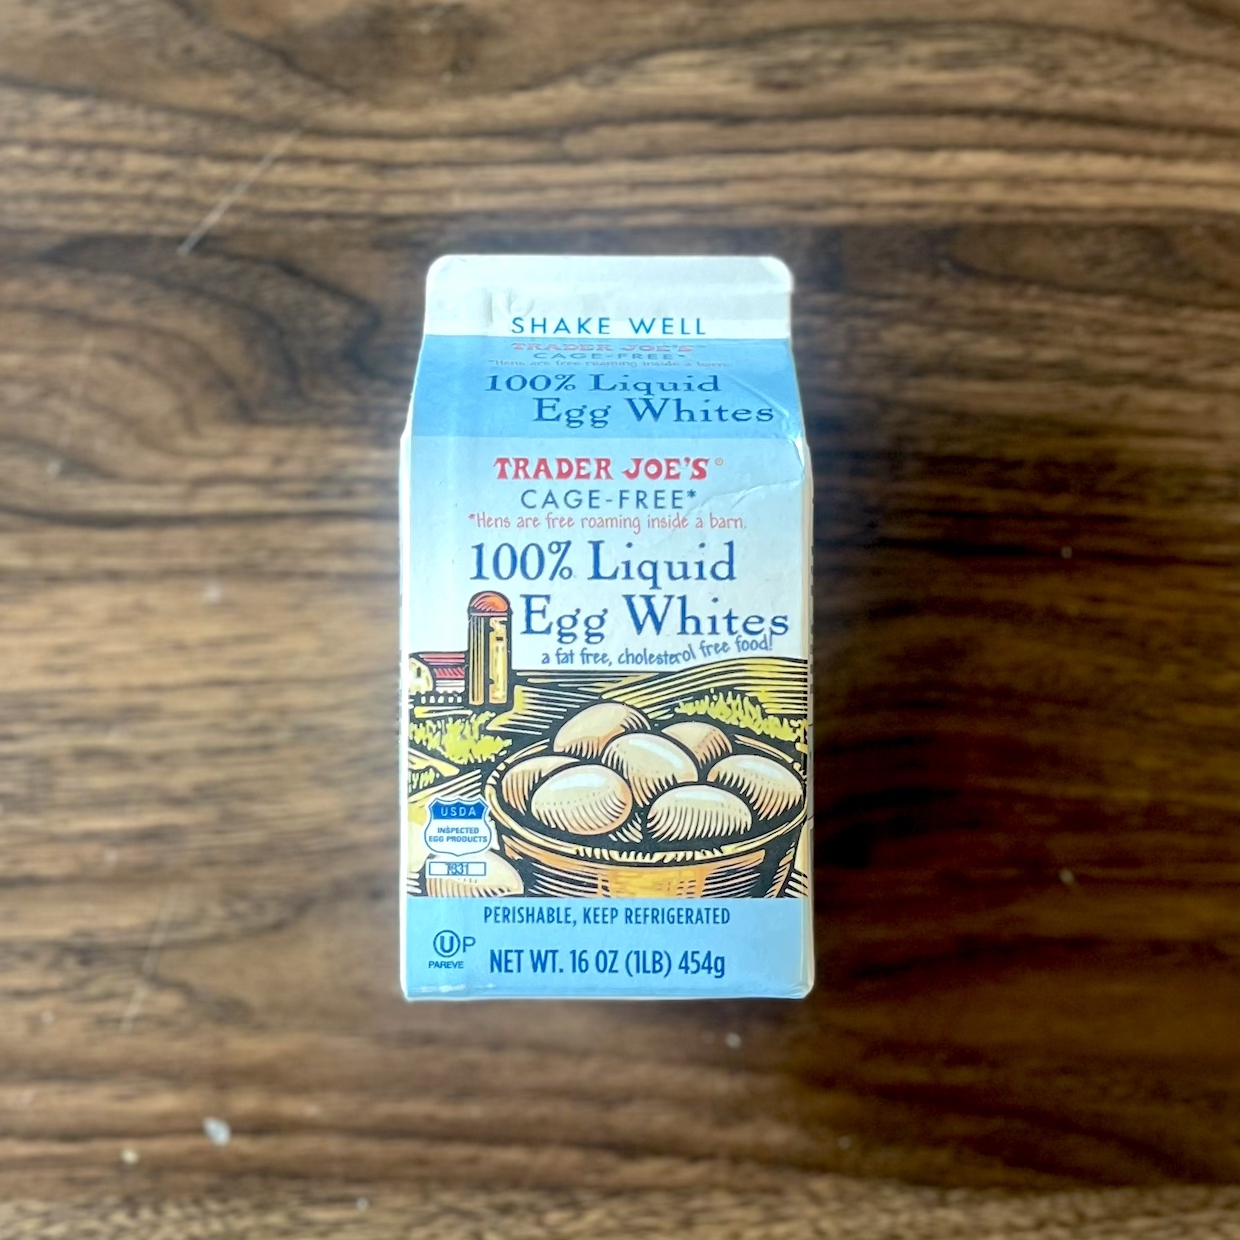 SHAKE WELL
TRADER JOE'S®
CAGE-FREE*
*Hens are free roaming inside a barn.
100% Liquid
Egg Whites
TRADER JOE'S®
CAGE-FREE*
*Hens are free roaming inside a barn.
100% Liquid
Egg Whites
a fat free, cholesterol free food!
USDA
INSPECTED
EGG PRODUCTS
PERISHABLE, KEEP REFRIGERATED
U P
PAREVE
NET WT. 16 OZ (1LB) 454g